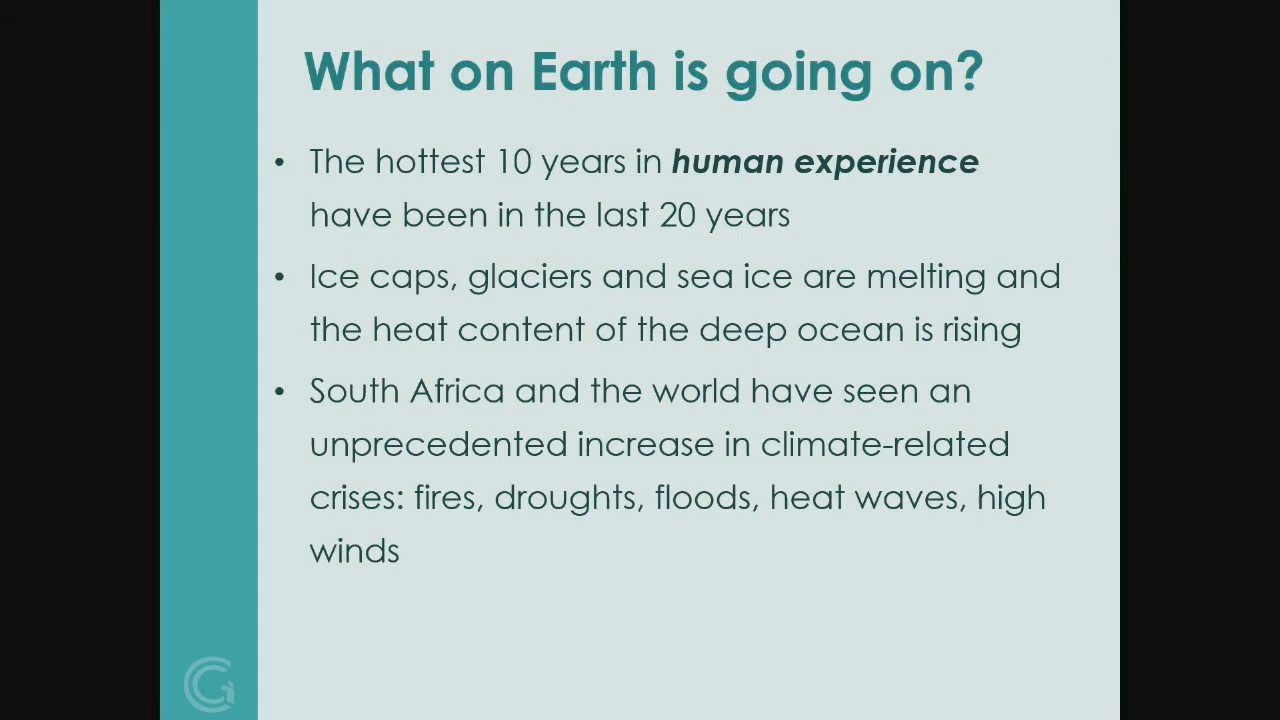 What on Earth is going on?
• The hottest 10 years in human experience
have been in the last 20 years
• Ice caps, glaciers and sea ice are melting and
the heat content of the deep ocean is rising
• South Africa and the world have seen an
unprecedented increase in climate-related
crises: fires, droughts, floods, heat waves, high
winds